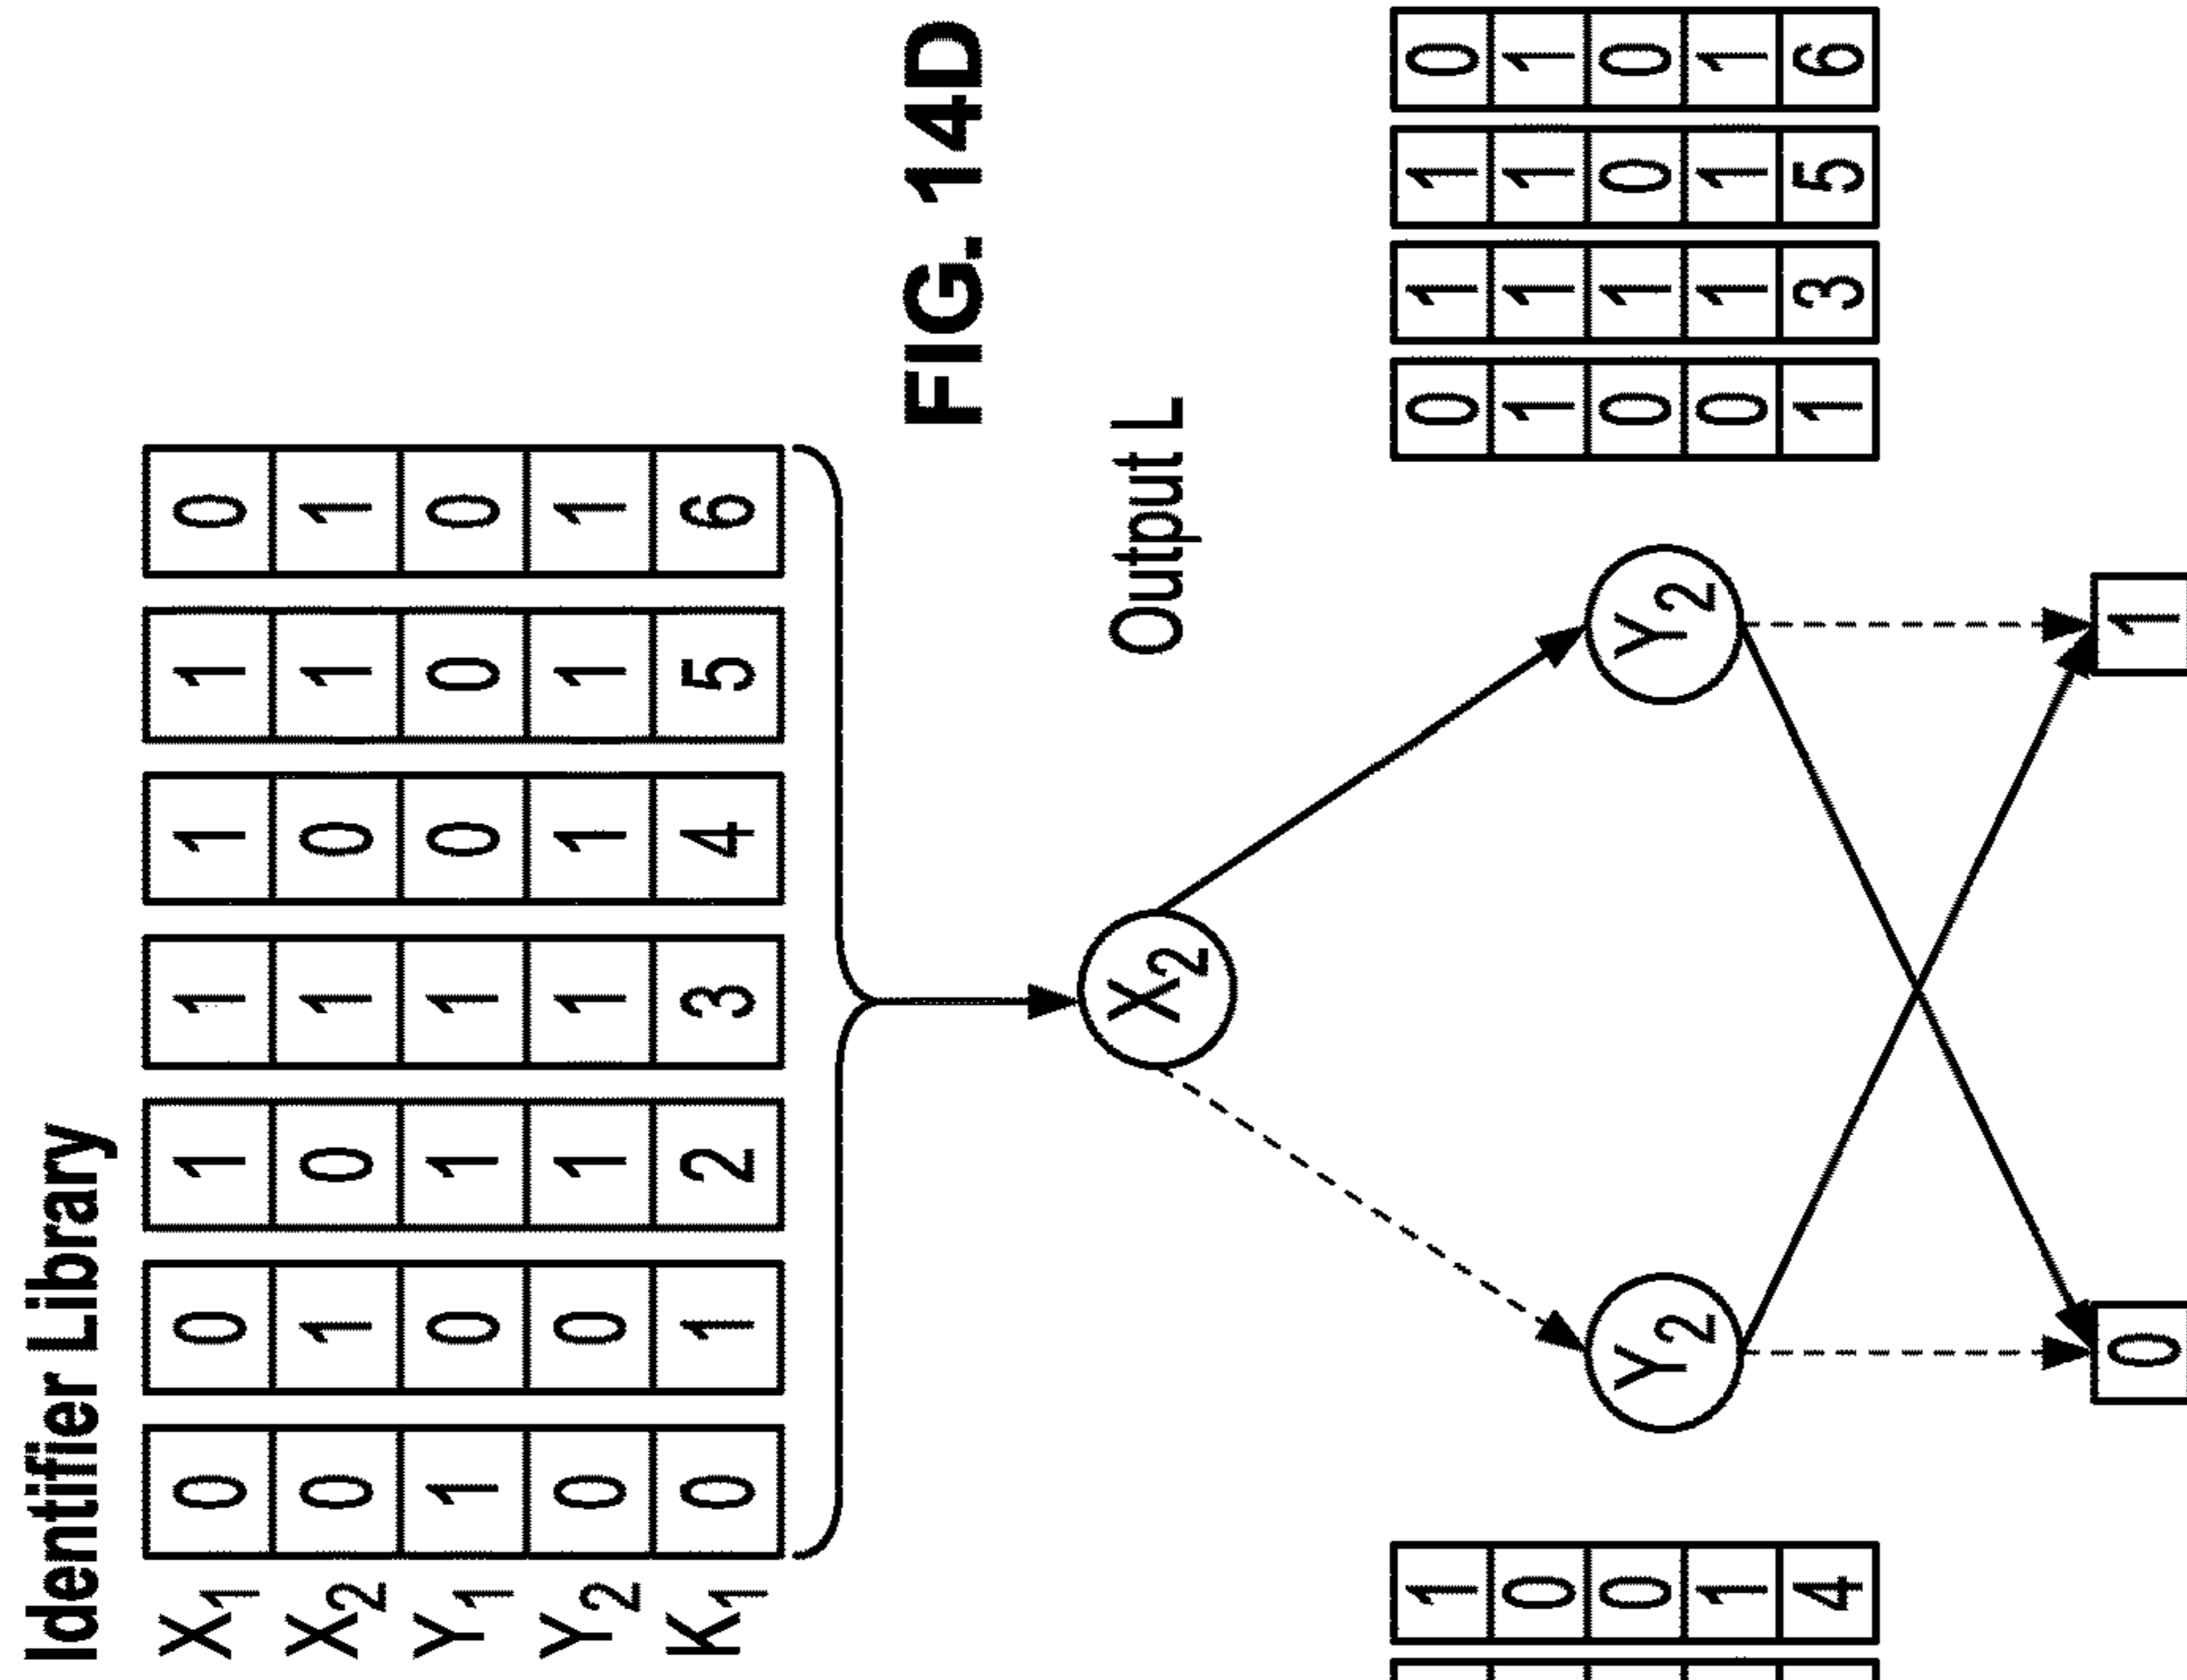 Identifier Library
X₁ 0 0 1 1 1 1 0
X₂ 0 1 0 1 0 1 1
Y₁ 1 0 1 1 0 0 0
Y₂ 0 0 1 1 1 1 1
K₁ 0 1 2 3 4 5 6
FIG. 14D
X₂ Output L
1 0 1 1 0
0 1 1 1 1
0 0 1 0 0
Y₂ Y₂
1 0 1 1 1
4 1 3 5 6
0 1